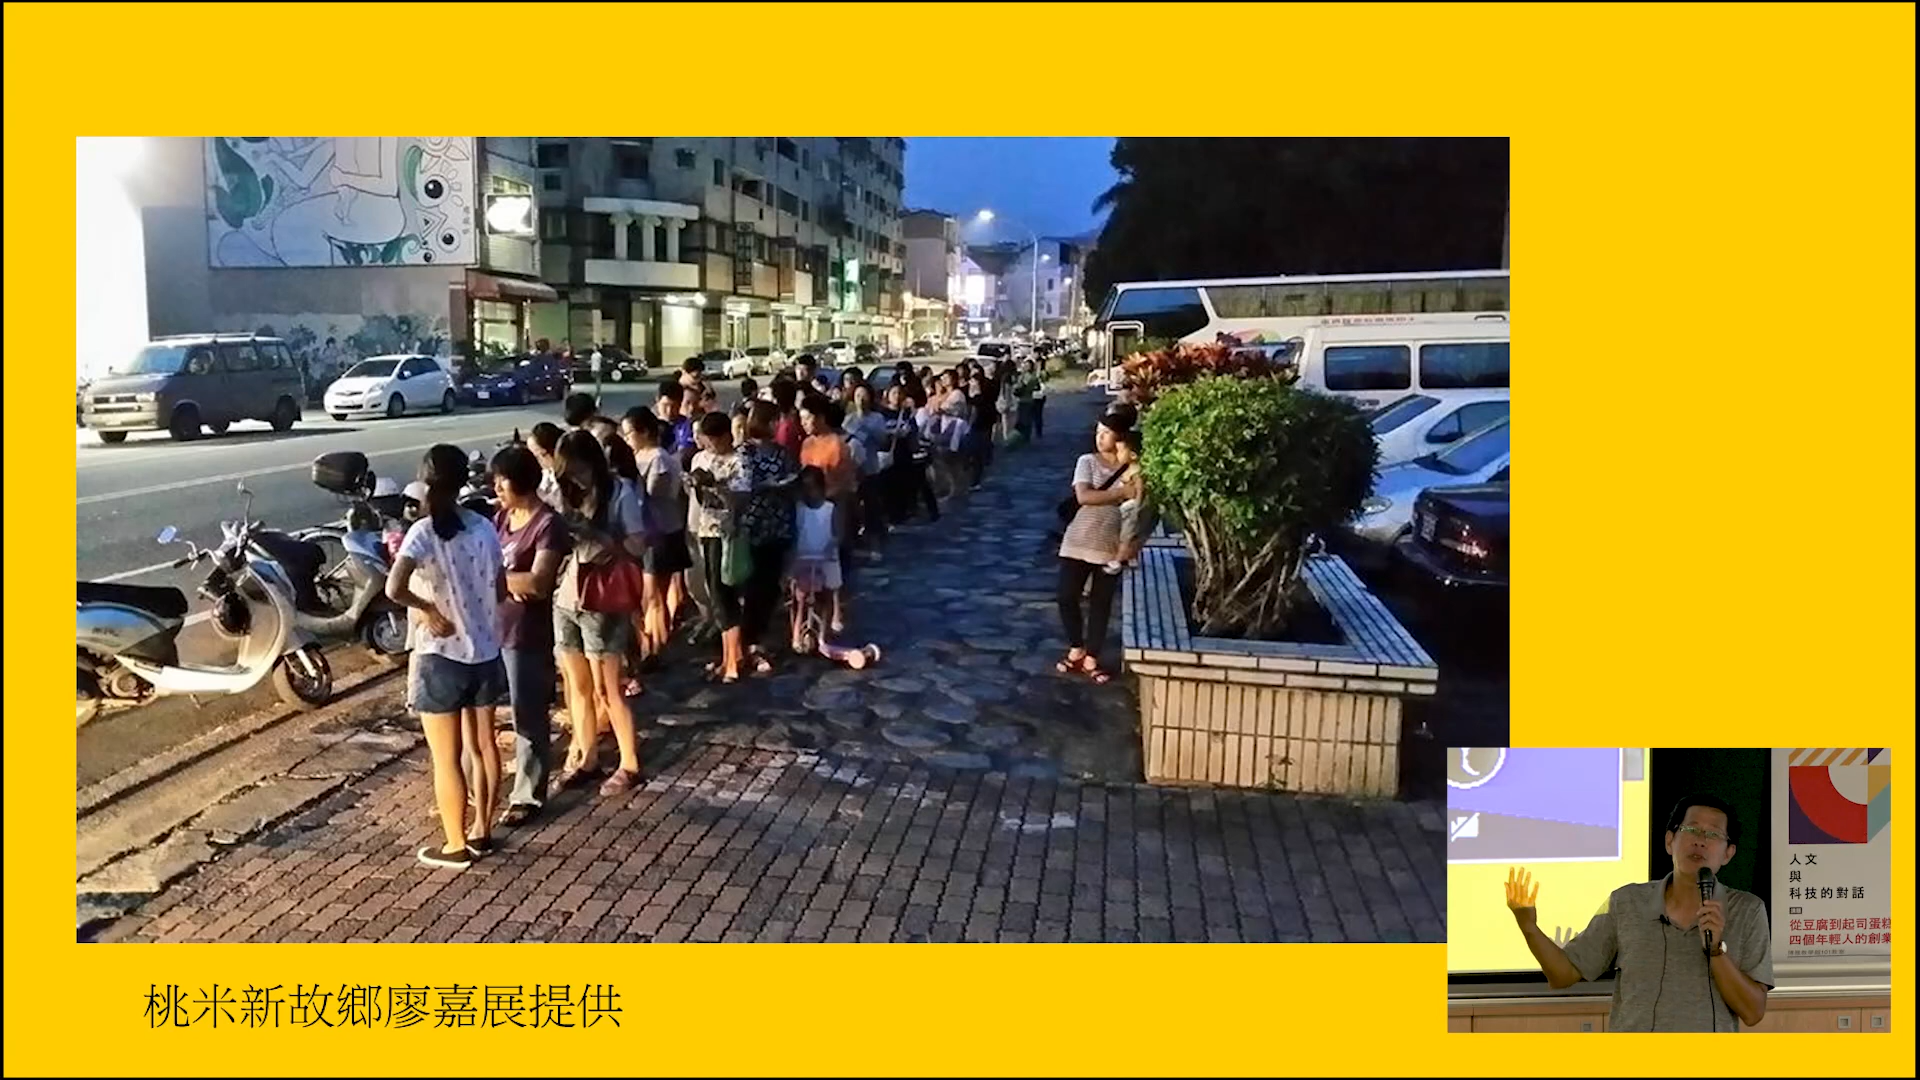 桃米新故鄉廖嘉展提供
人文
與
科技的對話
從豆腐到起司蛋糕
四個年輕人的創業